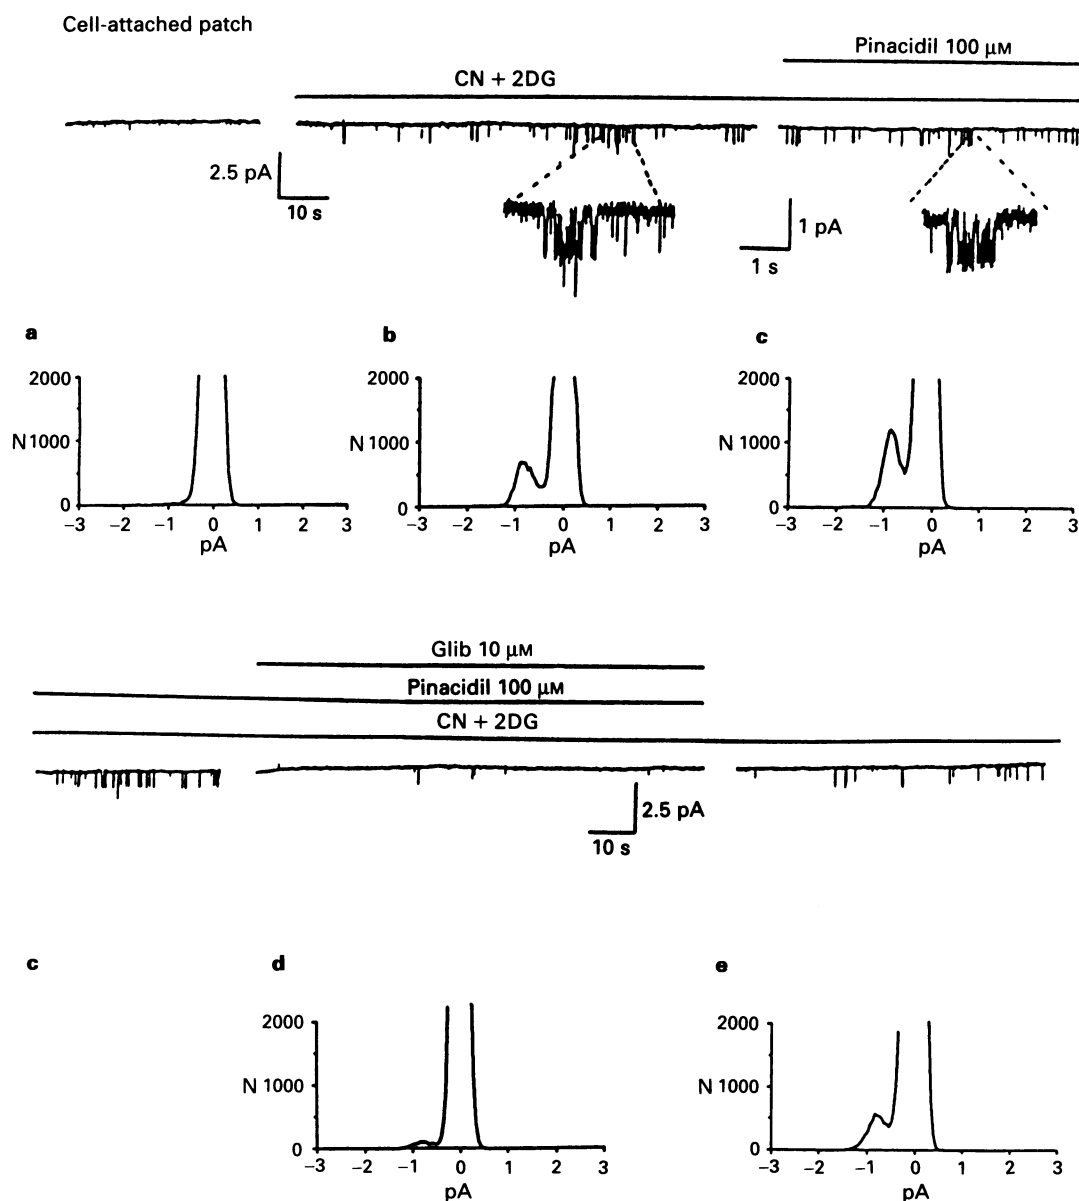 Cell-attached patch
Pinacidil 100 μM
CN + 2DG
2.5 pA
10 s
1 pA
1 s
a
b
c
2000
N 1000
0
−3 −2 −1 0 1 2 3
pA
2000
N 1000
0
−3 −2 −1 0 1 2 3
pA
2000
N 1000
0
−3 −2 −1 0 1 2 3
pA
Glib 10 μM
Pinacidil 100 μM
CN + 2DG
2.5 pA
10 s
c
d
e
2000
N 1000
0
−3 −2 −1 0 1 2 3
pA
2000
N 1000
0
−3 −2 −1 0 1 2 3
pA